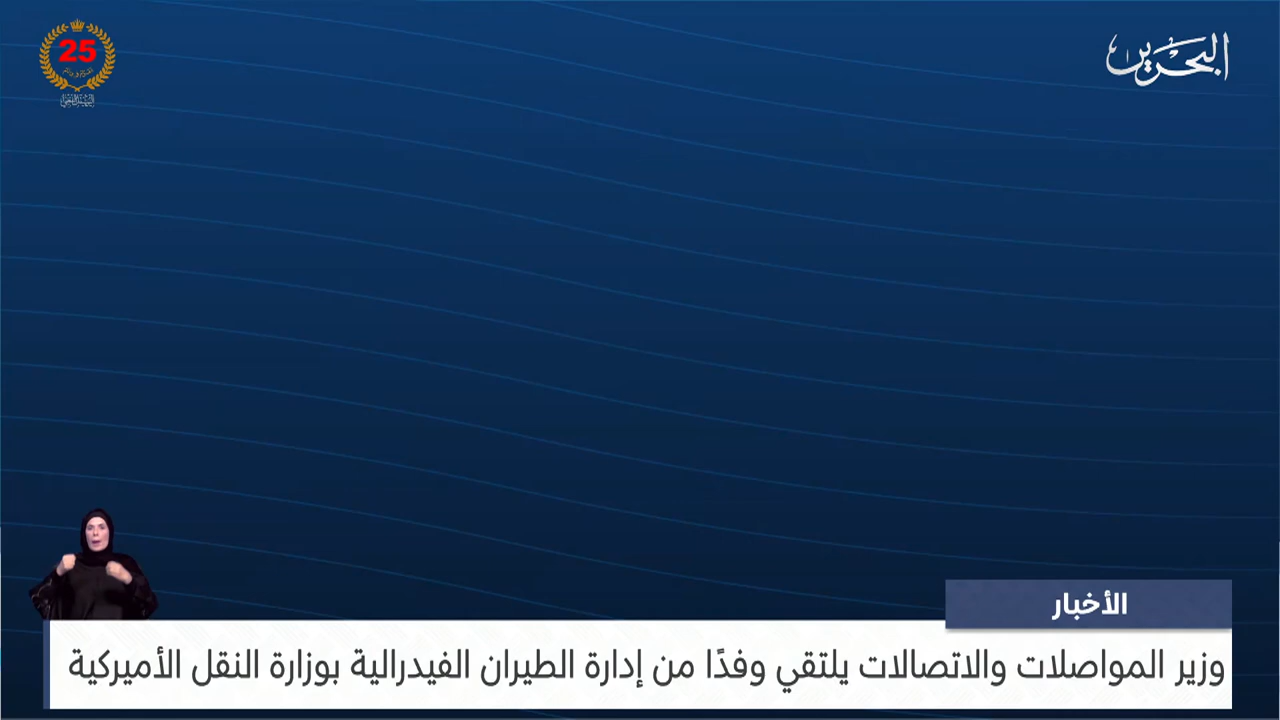 25
البحرين
الأخبار
وزير المواصلات والاتصالات يلتقي وفدًا من إدارة الطيران الفيدرالية بوزارة النقل الأميركية